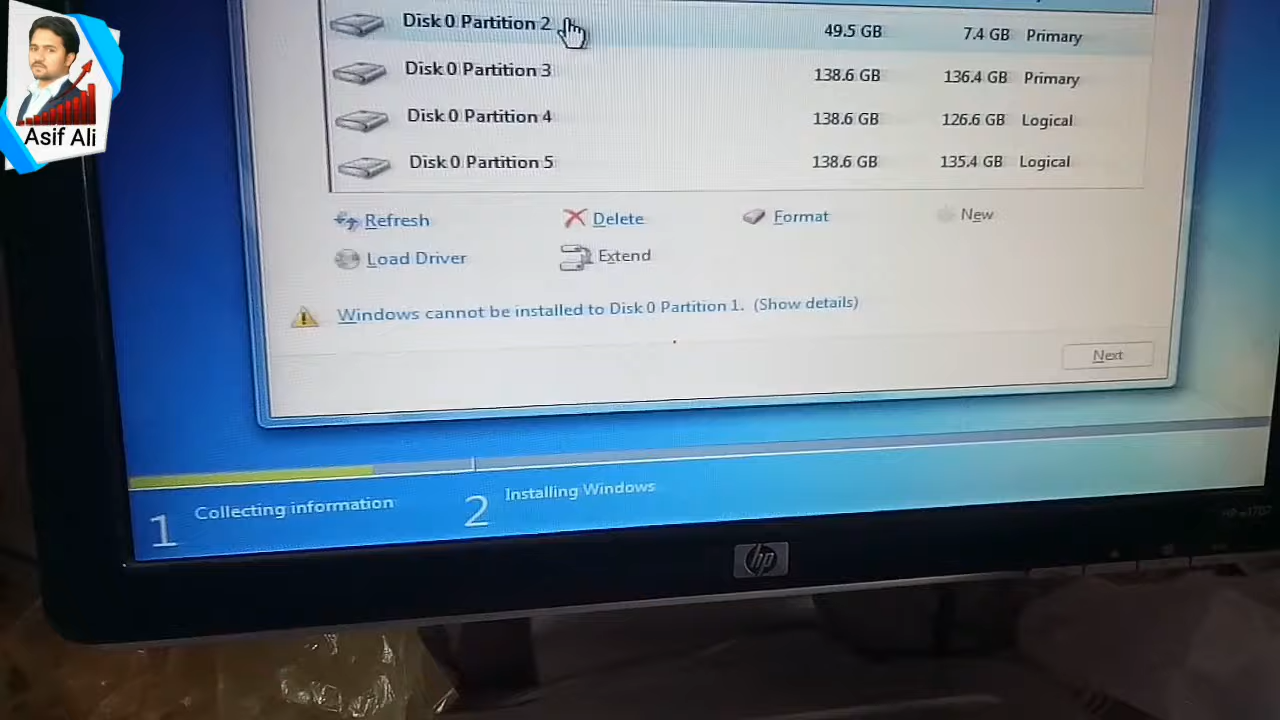 Asif Ali
Disk 0 Partition 2 49.5 GB 7.4 GB Primary
Disk 0 Partition 3 138.6 GB 136.4 GB Primary
Disk 0 Partition 4 138.6 GB 126.6 GB Logical
Disk 0 Partition 5 138.6 GB 135.4 GB Logical
Refresh Delete Format New
Load Driver Extend
Windows cannot be installed to Disk 0 Partition 1. (Show details)
Next
1 Collecting information 2 Installing Windows
hp